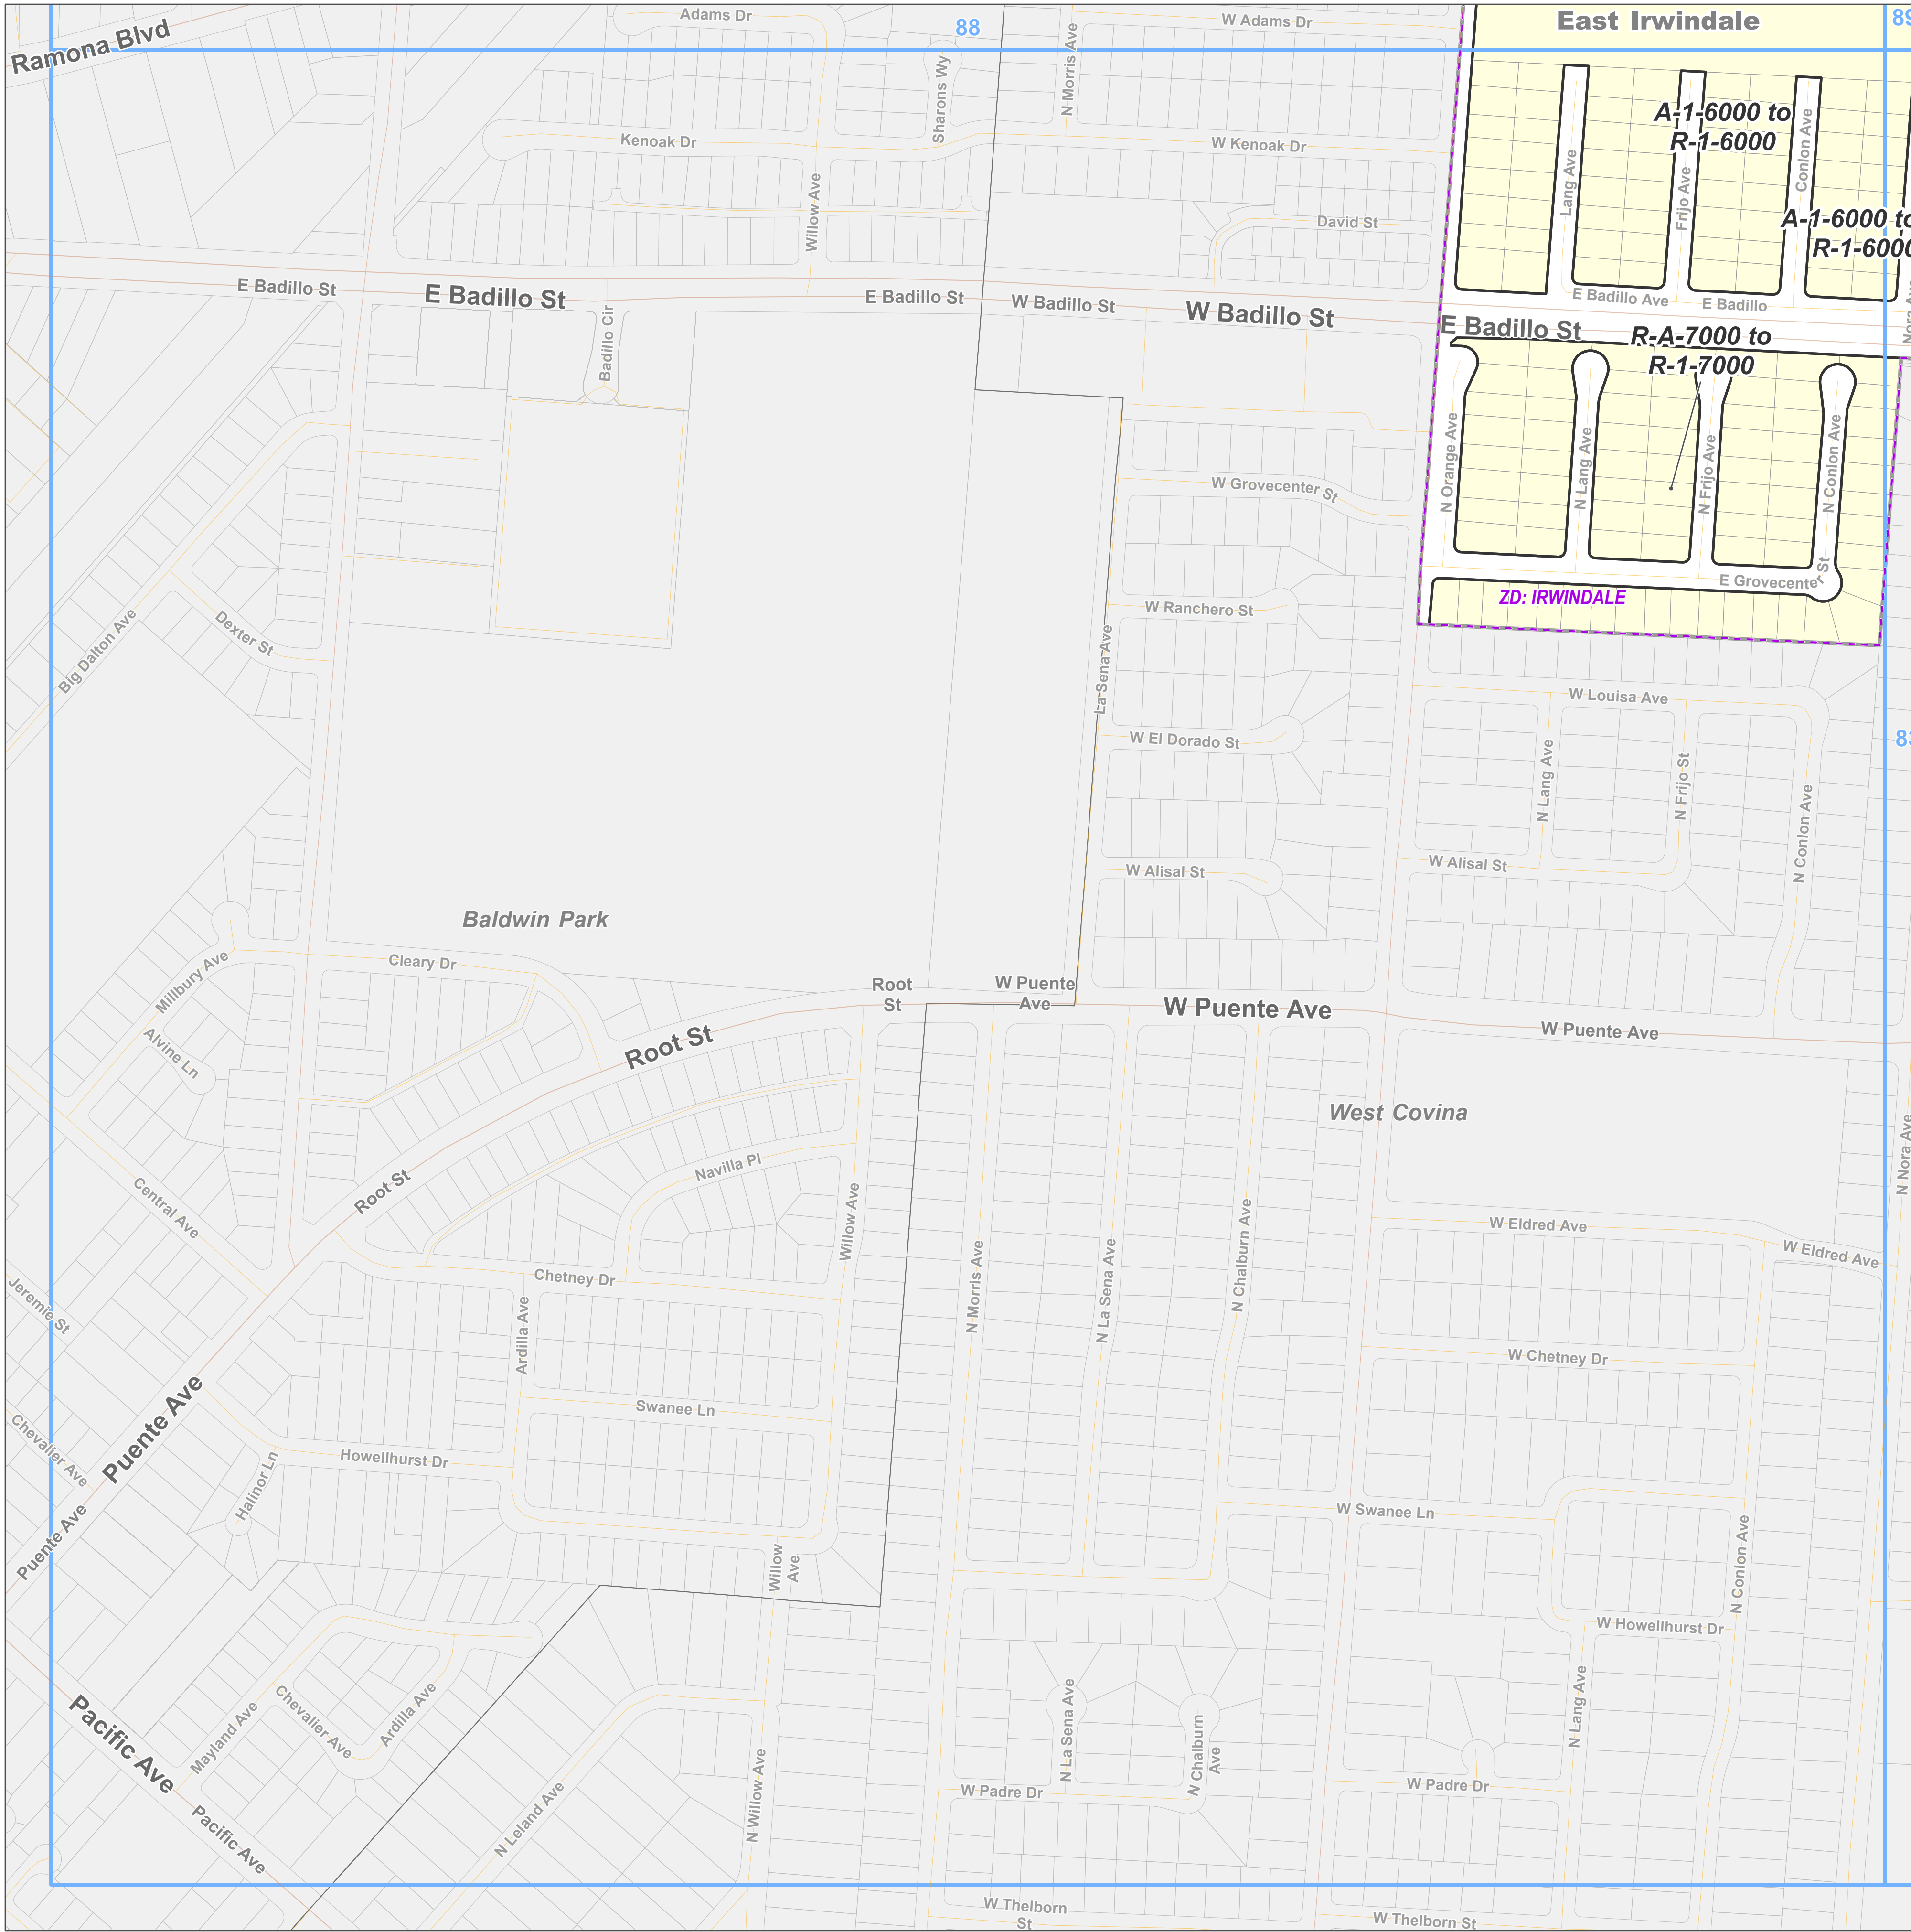 Adams Dr
88
W Adams Dr
East Irwindale
89
Ramona Blvd
Sharons Wy
N Morris Ave
Kenoak Dr
W Kenoak Dr
A-1-6000 to
R-1-6000
Lang Ave
Frijo Ave
Conlon Ave
A-1-6000 to
R-1-6000
Willow Ave
David St
E Badillo St
E Badillo St
E Badillo St
W Badillo St
W Badillo St
E Badillo Ave
E Badillo
E Badillo St
Nora Ave
R-A-7000 to
R-1-7000
Badillo Cir
N Orange Ave
N Lang Ave
N Frijo Ave
N Conlon Ave
W Grovecenter St
E Grovecenter St
ZD: IRWINDALE
Big Dalton Ave
Dexter St
La Sena Ave
W Ranchero St
W Louisa Ave
W El Dorado St
N Lang Ave
N Frijo St
N Conlon Ave
W Alisal St
W Alisal St
Baldwin Park
Millbury Ave
Cleary Dr
Alvine Ln
Root
St
W Puente
Ave
W Puente Ave
W Puente Ave
Root St
West Covina
Central Ave
Root St
Navilla Pl
Willow Ave
N Morris Ave
N La Sena Ave
N Chalburn Ave
N Nora Ave
W Eldred Ave
W Eldred Ave
Jeremie St
Chetney Dr
Ardilla Ave
W Chetney Dr
Swanee Ln
Puente Ave
Chevalier Ave
Howellhurst Dr
Halinor Ln
Puente Ave
Willow
Ave
W Swanee Ln
N Conlon Ave
W Howellhurst Dr
N Lang Ave
Pacific Ave
Mayland Ave
Chevalier Ave
Ardilla Ave
N La Sena Ave
N Chalburn
Ave
W Padre Dr
W Padre Dr
N Willow Ave
N Leland Ave
Pacific Ave
W Thelborn
St
W Thelborn St